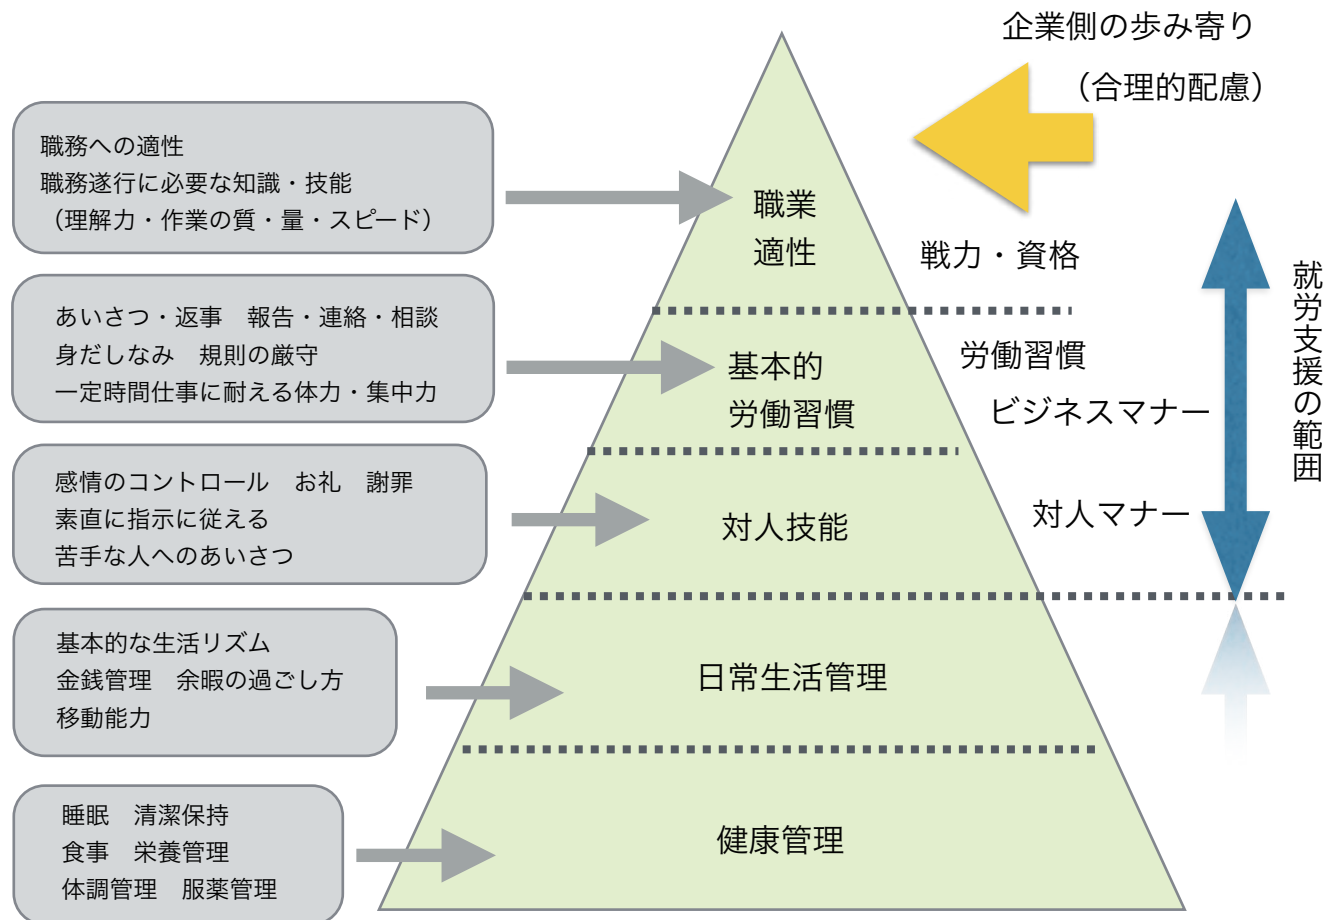 企業側の歩み寄り
（合理的配慮）
職務への適性
職務遂行に必要な知識・技能
（理解力・作業の質・量・スピード）
職業
適性
戦力・資格
あいさつ・返事　報告・連絡・相談
身だしなみ　規則の厳守
一定時間仕事に耐える体力・集中力
基本的
労働習慣
労働習慣
ビジネスマナー
就労支援の範囲
感情のコントロール　お礼　謝罪
素直に指示に従える
苦手な人へのあいさつ
対人技能
対人マナー
基本的な生活リズム
金銭管理　余暇の過ごし方
移動能力
日常生活管理
睡眠　清潔保持
食事　栄養管理
体調管理　服薬管理
健康管理